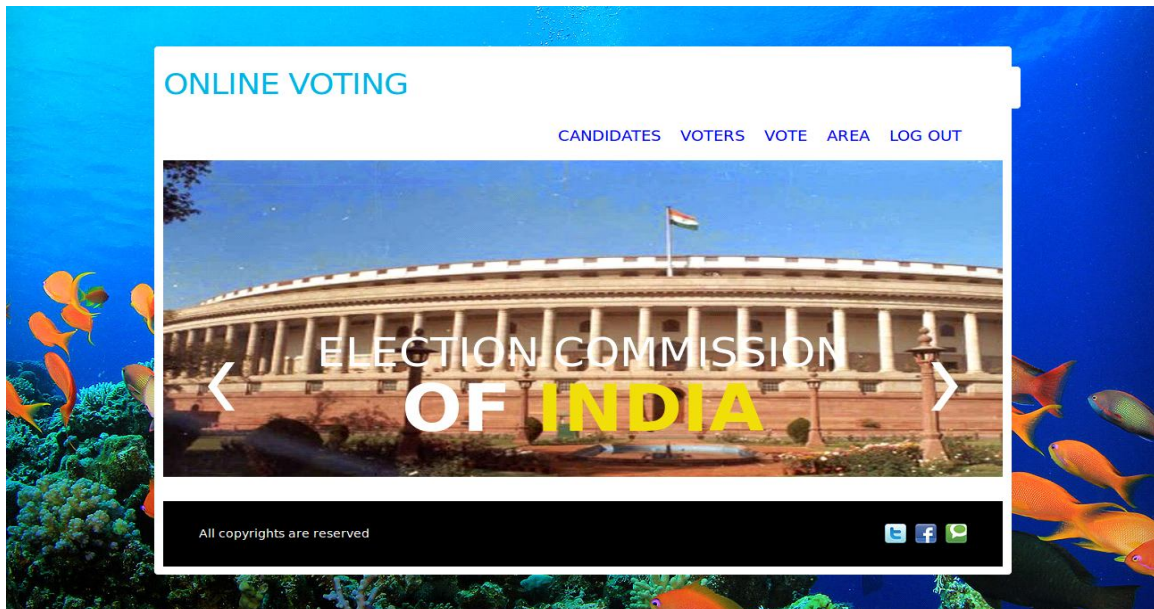 ONLINE VOTING
CANDIDATES VOTERS VOTE AREA LOG OUT
ELECTION COMMISSION
OF INDIA
All copyrights are reserved